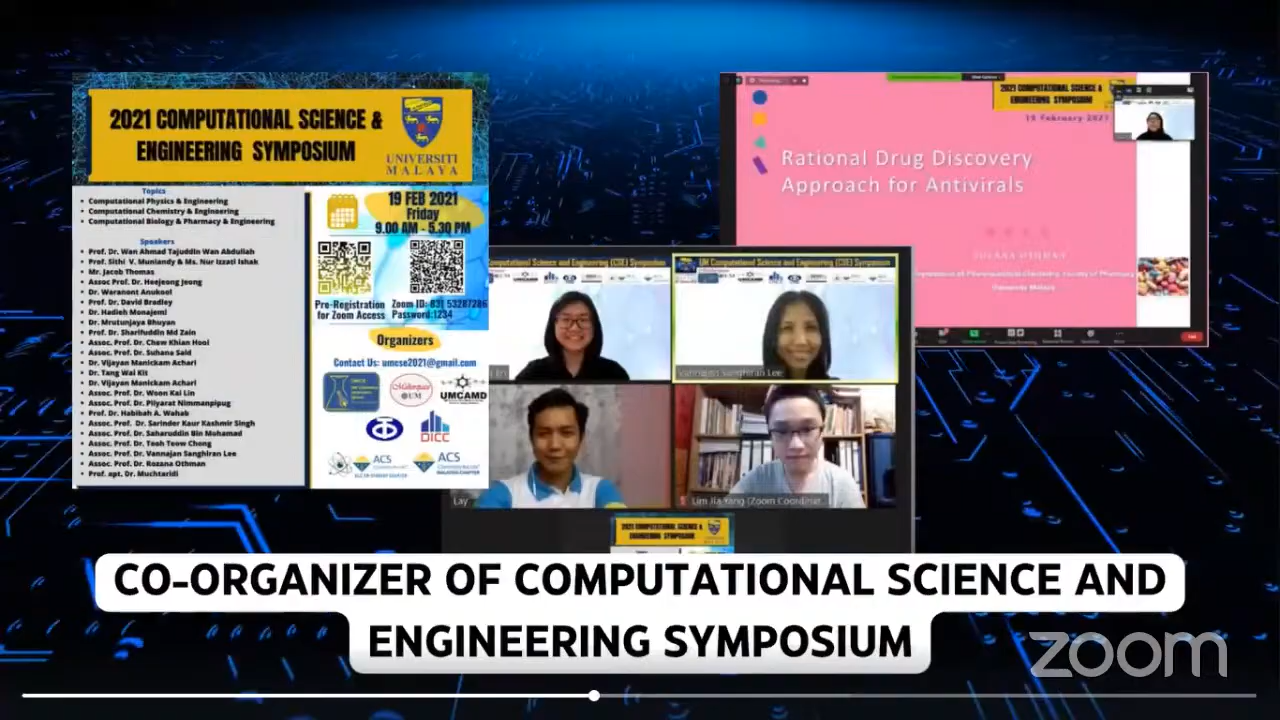 2021 COMPUTATIONAL SCIENCE &
ENGINEERING SYMPOSIUM
UNIVERSITI
MALAYA
Topics
Computational Physics & Engineering
Computational Chemistry & Engineering
Computational Biology & Pharmacy & Engineering
Speakers
Prof. Dr. Wan Ahmad Tajuddin Wan Abdullah
Prof. Sithi V. Muniandy & Ms. Nur Izzati Ishak
Mr. Jacob Thomas
Assoc Prof. Dr. Heejeong Jeong
Dr. Waranont Anukool
Prof. Dr. David Bradley
Dr. Hadieh Monajemi
Dr. Mrutunjaya Bhuyan
Prof. Dr. Sharifuddin Md Zain
Assoc. Prof. Dr. Chew Khian Hooi
Assoc. Prof. Dr. Suhana Said
Dr. Vijayan Manickam Achari
Dr. Tang Wai Kit
Dr. Vijayan Manickam Achari
Assoc. Prof. Dr. Woon Kai Lin
Assoc. Prof. Dr. Piyarat Nimmanpipug
Prof. Dr. Habibah A. Wahab
Assoc. Prof. Dr. Sarinder Kaur Kashmir Singh
Assoc. Prof. Dr. Saharuddin Bin Mohamad
Assoc. Prof. Dr. Teoh Teow Chong
Assoc. Prof. Dr. Vannajan Sanghiran Lee
Assoc. Prof. Dr. Rozana Othman
Prof. apt. Dr. Muchtaridi
19 FEB 2021
Friday
9.00 AM - 5.30 PM
Pre-Registration
for Zoom Access
Zoom ID: 831 53287286
Password:1234
Organizers
Contact Us: umcse2021@gmail.com
@UM
UMCAMD
DICC
ACS
ACS
MALAYSIA CHAPTER
2021 COMPUTATIONAL SCIENCE &
ENGINEERING SYMPOSIUM
19 February 2021
Rational Drug Discovery
Approach for Antivirals
Computational Science and Engineering (CSE) Symposium
UM Computational Science and Engineering (CSE) Symposium
Vannajan Sanghiran Lee
Lay
Lim Jia Yang (Zoom Coordinat...
2021 COMPUTATIONAL SCIENCE &
ENGINEERING SYMPOSIUM
CO-ORGANIZER OF COMPUTATIONAL SCIENCE AND
ENGINEERING SYMPOSIUM
zoom